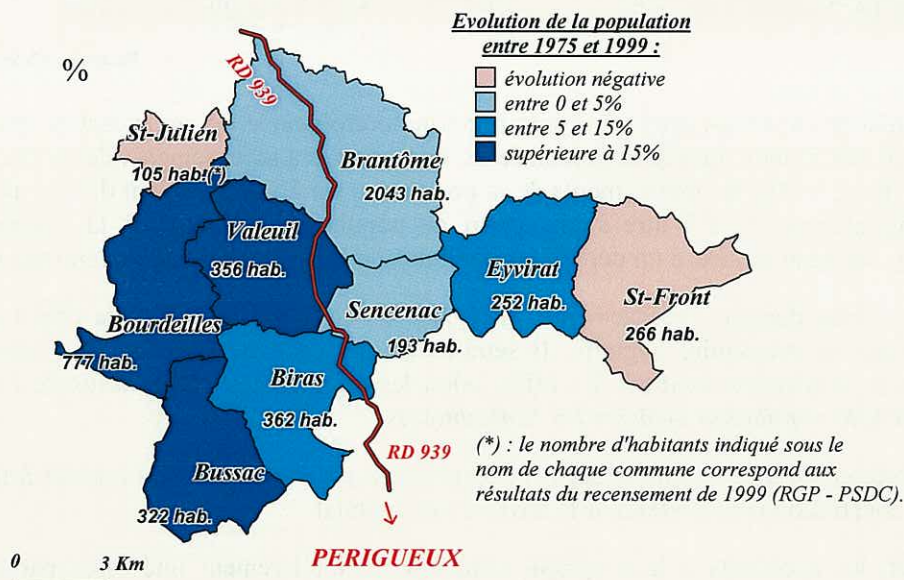 Evolution de la population
entre 1975 et 1999 :
%
évolution négative
entre 0 et 5%
entre 5 et 15%
supérieure à 15%
RD 939
St-Julien
105 hab.(*)
Brantôme
2043 hab.
Valeuil
356 hab.
Eyvirat
252 hab.
St-Front
266 hab.
Sencenac
193 hab.
Bourdeilles
777 hab.
Biras
362 hab.
Bussac
322 hab.
RD 939
(*) : le nombre d'habitants indiqué sous le
nom de chaque commune correspond aux
résultats du recensement de 1999 (RGP - PSDC).
PERIGUEUX
0 3 Km